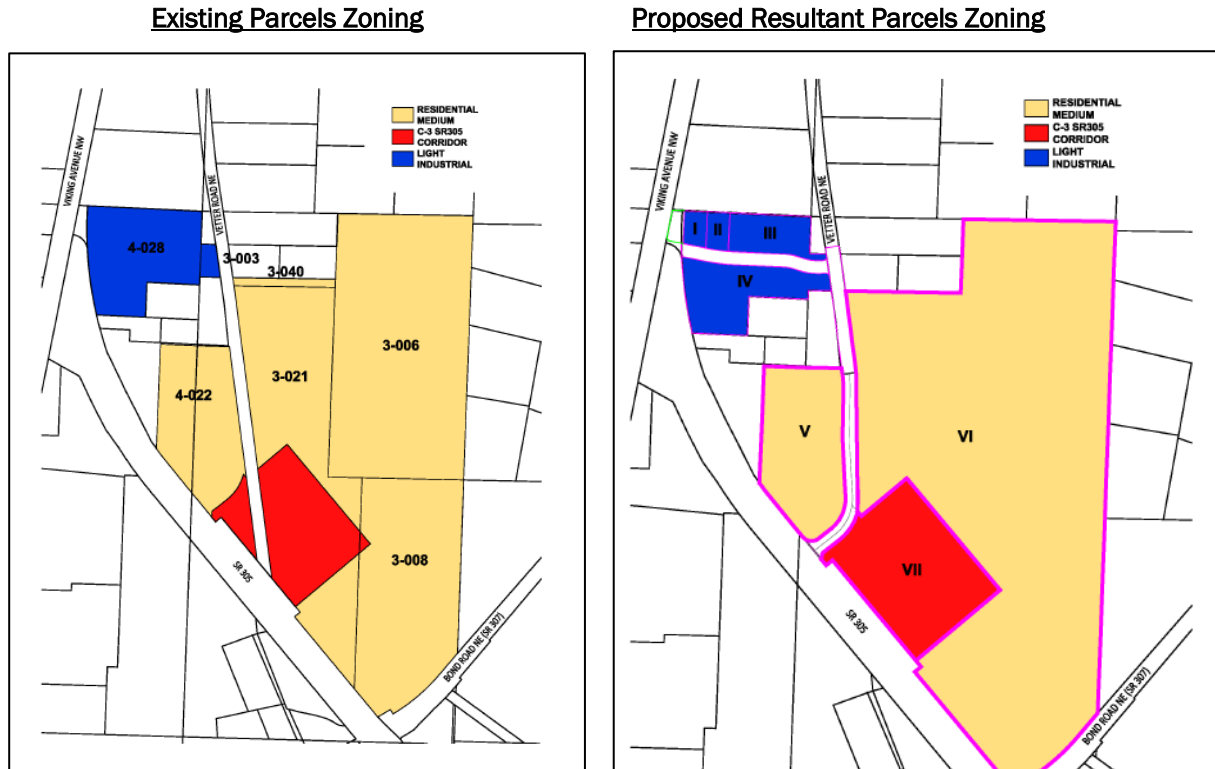 Existing Parcels Zoning
RESIDENTIAL
MEDIUM
C-3 SR305
CORRIDOR
LIGHT
INDUSTRIAL
VIKING AVENUE NW
VETTER ROAD NE
4-028
3-003
3-040
3-006
3-021
4-022
3-008
SR 305
BOND ROAD NE (SR 307)
Proposed Resultant Parcels Zoning
RESIDENTIAL
MEDIUM
C-3 SR305
CORRIDOR
LIGHT
INDUSTRIAL
VIKING AVENUE NW
VETTER ROAD NE
I
II
III
IV
V
VI
VII
SR 305
BOND ROAD NE (SR 307)